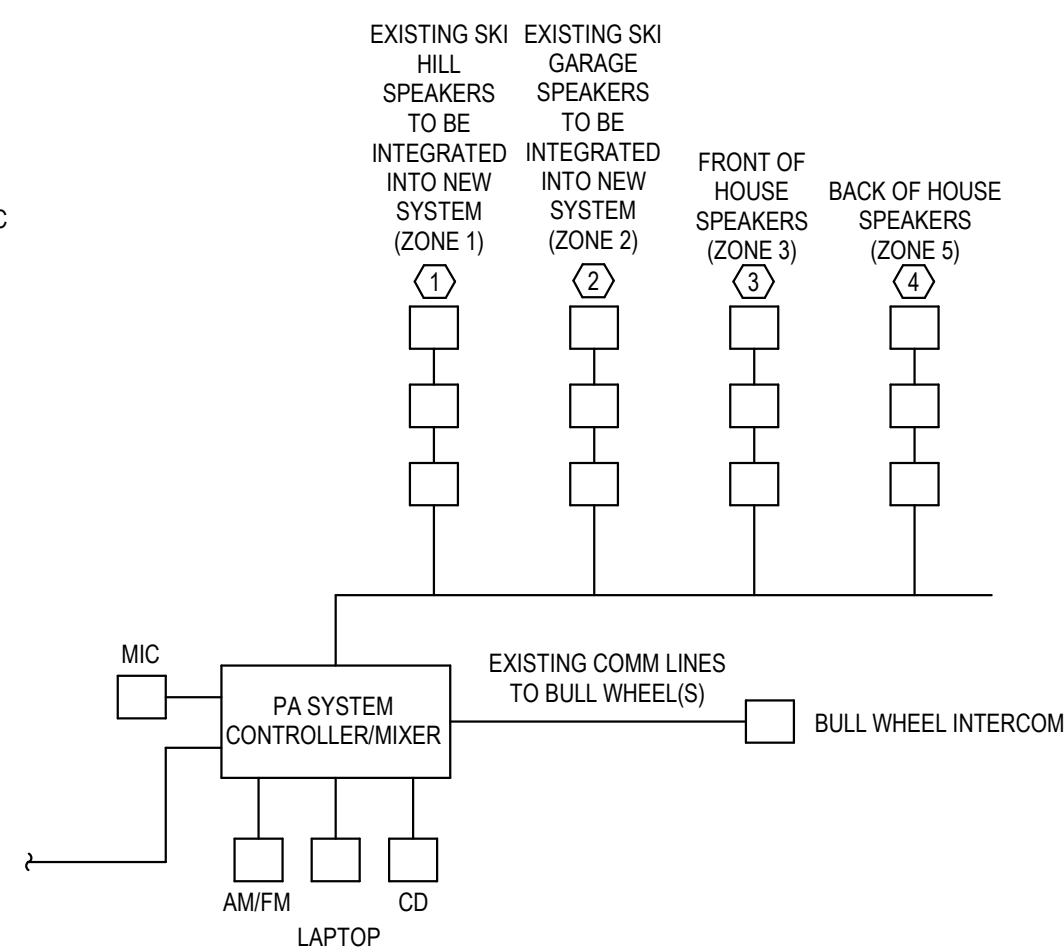 EXISTING SKI
HILL
SPEAKERS
TO BE
INTEGRATED
INTO NEW
SYSTEM
(ZONE 1)
1
EXISTING SKI
GARAGE
SPEAKERS
TO BE
INTEGRATED
INTO NEW
SYSTEM
(ZONE 2)
2
FRONT OF
HOUSE
SPEAKERS
(ZONE 3)
3
BACK OF HOUSE
SPEAKERS
(ZONE 5)
4
C
MIC
PA SYSTEM
CONTROLLER/MIXER
EXISTING COMM LINES
TO BULL WHEEL(S)
BULL WHEEL INTERCOM
AM/FM
LAPTOP
CD